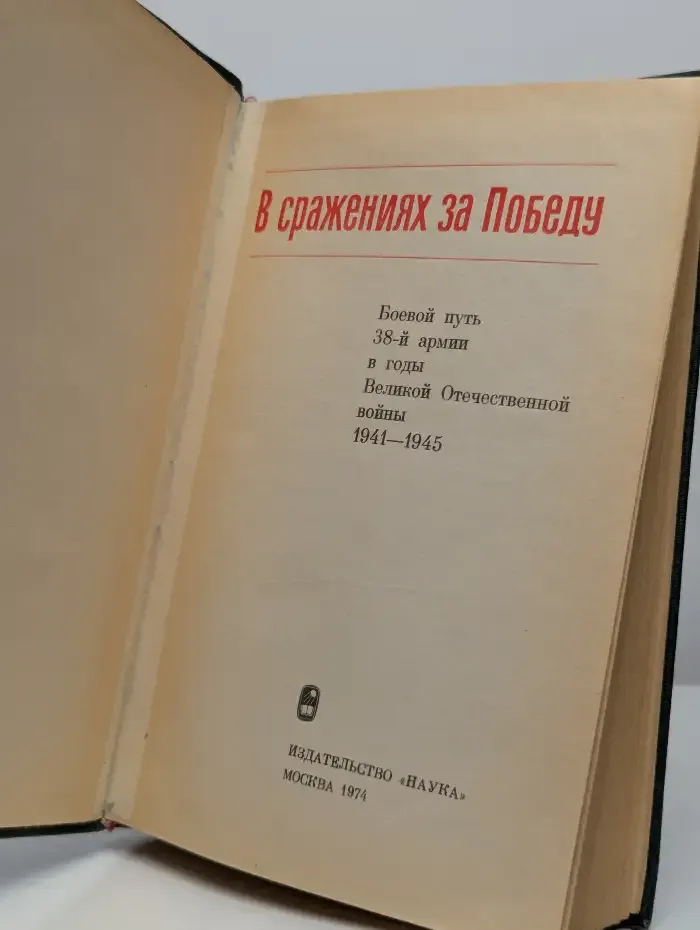 В сражениях за Победу
Боевой путь
38-й армии
в годы
Великой Отечественной
войны
1941—1945
ИЗДАТЕЛЬСТВО «НАУКА»
МОСКВА 1974